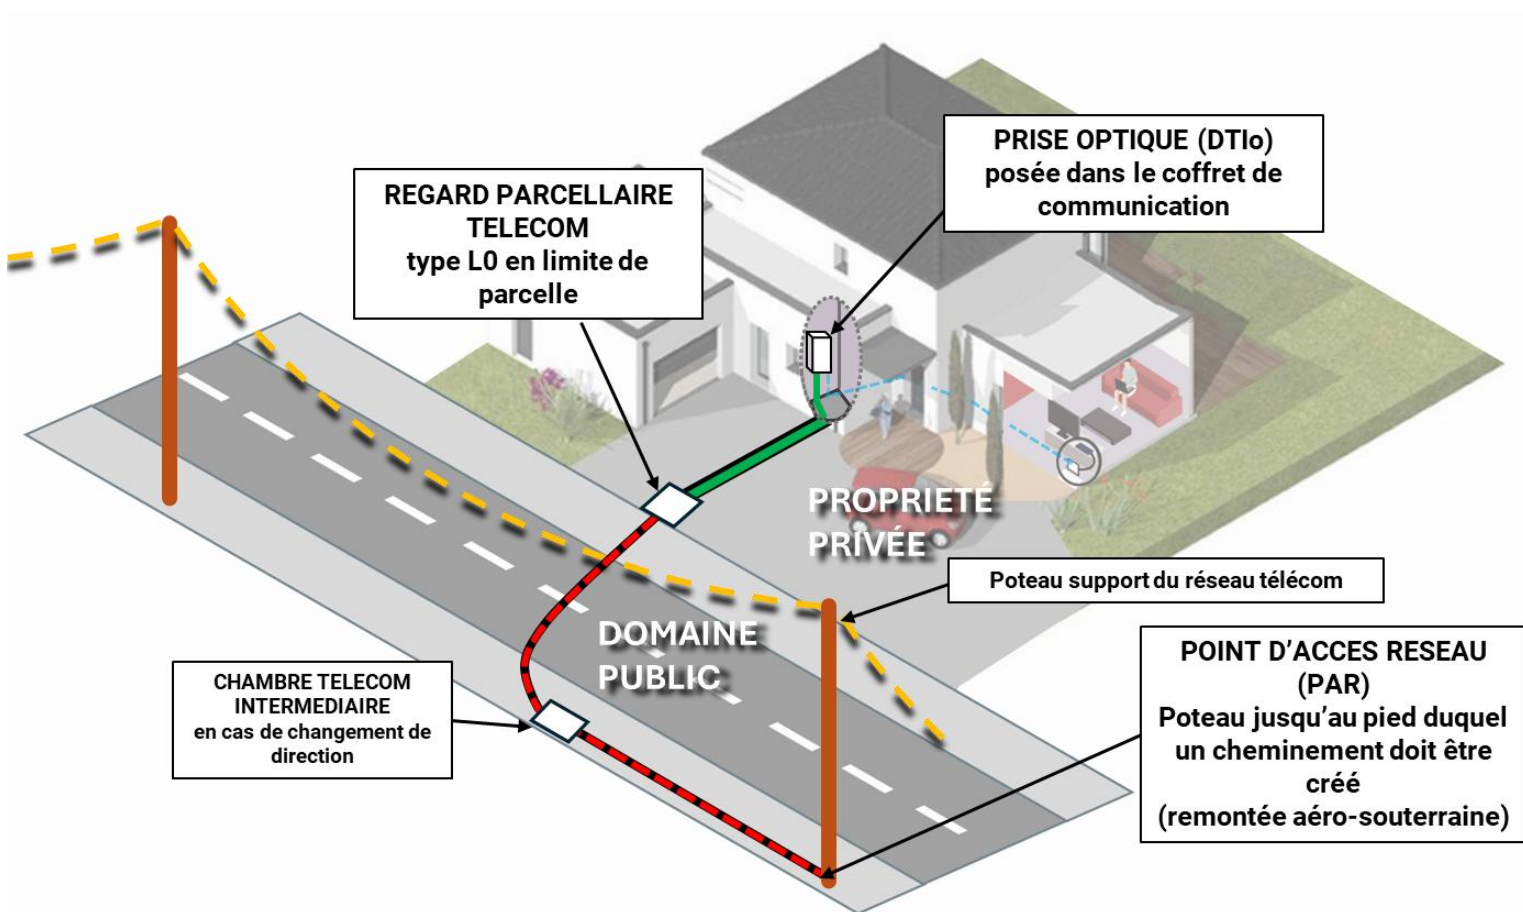 PRISE OPTIQUE (DTIo)
posée dans le coffret de
communication
REGARD PARCELLAIRE
TELECOM
type L0 en limite de
parcelle
PROPRIETÉ
PRIVÉE
Poteau support du réseau télécom
DOMAINE
PUBLIC
POINT D’ACCES RESEAU
(PAR)
Poteau jusqu’au pied duquel
un cheminement doit être
créé
(remontée aéro-souterraine)
CHAMBRE TELECOM
INTERMEDIAIRE
en cas de changement de
direction